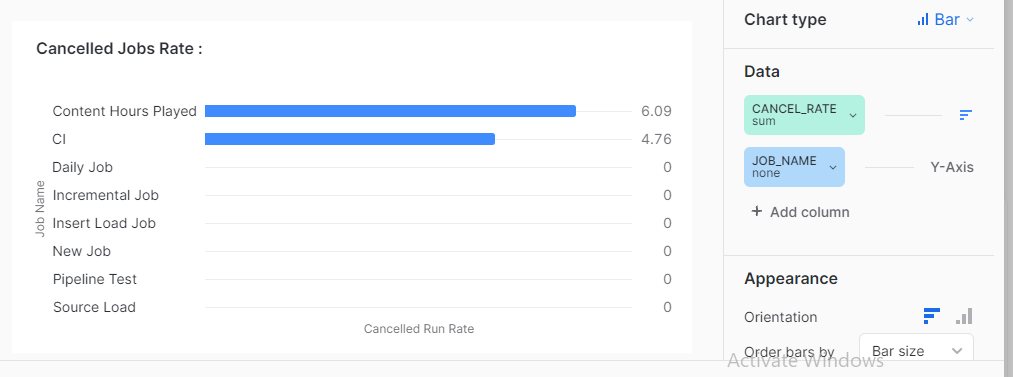 Cancelled Jobs Rate :
Job Name
Content Hours Played 6.09
CI 4.76
Daily Job 0
Incremental Job 0
Insert Load Job 0
New Job 0
Pipeline Test 0
Source Load 0
Cancelled Run Rate
Chart type Bar
Data
CANCEL_RATE
sum
JOB_NAME
none
Y-Axis
+ Add column
Appearance
Orientation
Order bars by Bar size
Activate Windows